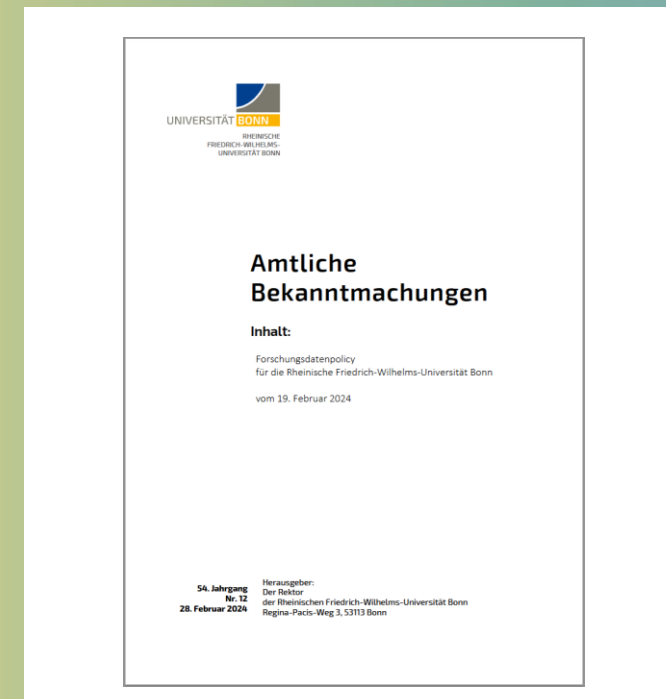 UNIVERSITÄT BONN
RHEINISCHE
FRIEDRICH-WILHELMS-
UNIVERSITÄT BONN
Amtliche
Bekanntmachungen
Inhalt:
Forschungsdatenpolicy
für die Rheinische Friedrich-Wilhelms-Universität Bonn
vom 19. Februar 2024
54. Jahrgang
Nr. 12
28. Februar 2024
Herausgeber:
Der Rektor
der Rheinischen Friedrich-Wilhelms-Universität Bonn
Regina-Pacis-Weg 3, 53113 Bonn